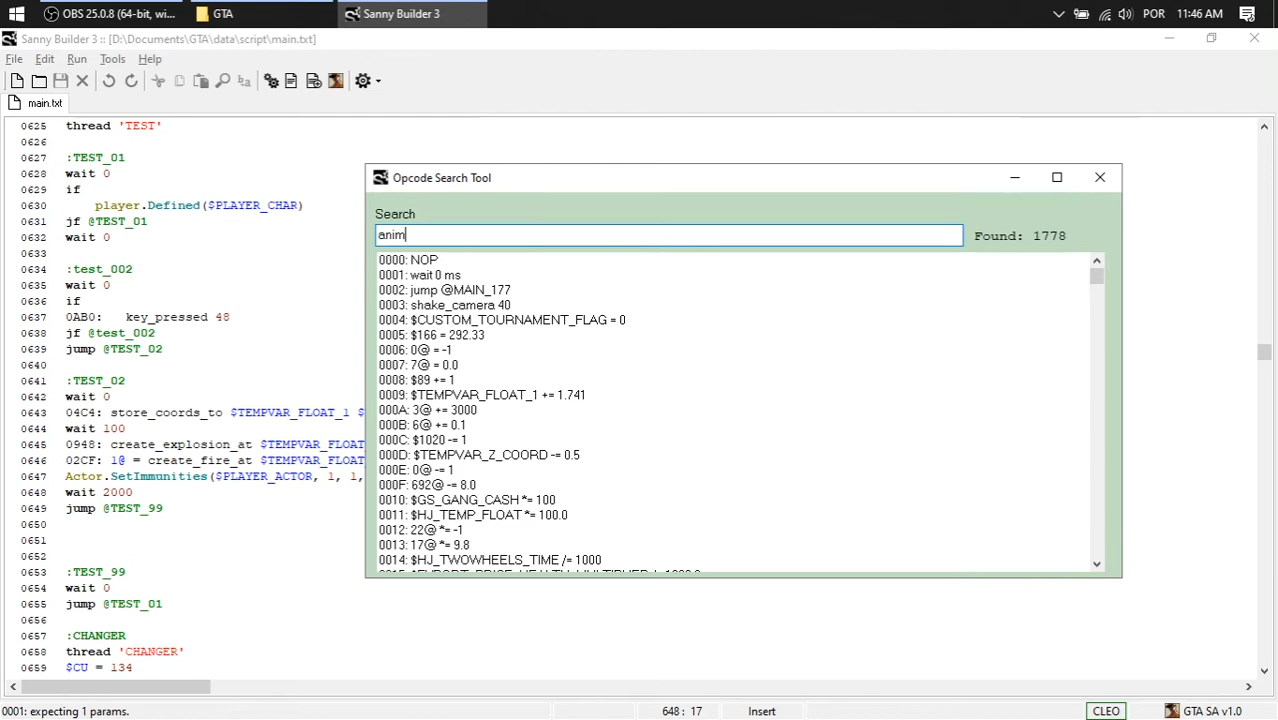 OBS 25.0.8 (64-bit, wi...
GTA
Sanny Builder 3
POR
11:46 AM
Sanny Builder 3 :: [D:\Documents\GTA\data\script\main.txt]
File Edit Run Tools Help
main.txt
0625 thread 'TEST'
0626
0627 :TEST_01
0628 wait 0
0629 if
0630 player.Defined($PLAYER_CHAR)
0631 jf @TEST_01
0632 wait 0
0633
0634 :test_002
0635 wait 0
0636 if
0637 0AB0: key_pressed 48
0638 jf @test_002
0639 jump @TEST_02
0640
0641 :TEST_02
0642 wait 0
0643 04C4: store_coords_to $TEMPVAR_FLOAT_1 $
0644 wait 100
0645 0948: create_explosion_at $TEMPVAR_FLOAT
0646 02CF: 1@ = create_fire_at $TEMPVAR_FLOAT
0647 Actor.SetImmunities($PLAYER_ACTOR, 1, 1,
0648 wait 2000
0649 jump @TEST_99
0650
0651
0652
0653 :TEST_99
0654 wait 0
0655 jump @TEST_01
0656
0657 :CHANGER
0658 thread 'CHANGER'
0659 $CU = 134
Opcode Search Tool
Search
anim
Found: 1778
0000: NOP
0001: wait 0 ms
0002: jump @MAIN_177
0003: shake_camera 40
0004: $CUSTOM_TOURNAMENT_FLAG = 0
0005: $166 = 292.33
0006: 0@ = -1
0007: 7@ = 0.0
0008: $89 += 1
0009: $TEMPVAR_FLOAT_1 += 1.741
000A: 3@ += 3000
000B: 6@ += 0.1
000C: $1020 -= 1
000D: $TEMPVAR_Z_COORD -= 0.5
000E: 0@ -= 1
000F: 692@ -= 8.0
0010: $GS_GANG_CASH *= 100
0011: $HJ_TEMP_FLOAT *= 100.0
0012: 22@ *= -1
0013: 17@ *= 9.8
0014: $HJ_TWOWHEELS_TIME /= 1000
0001: expecting 1 params.
648: 17
Insert
CLEO
GTA SA v1.0